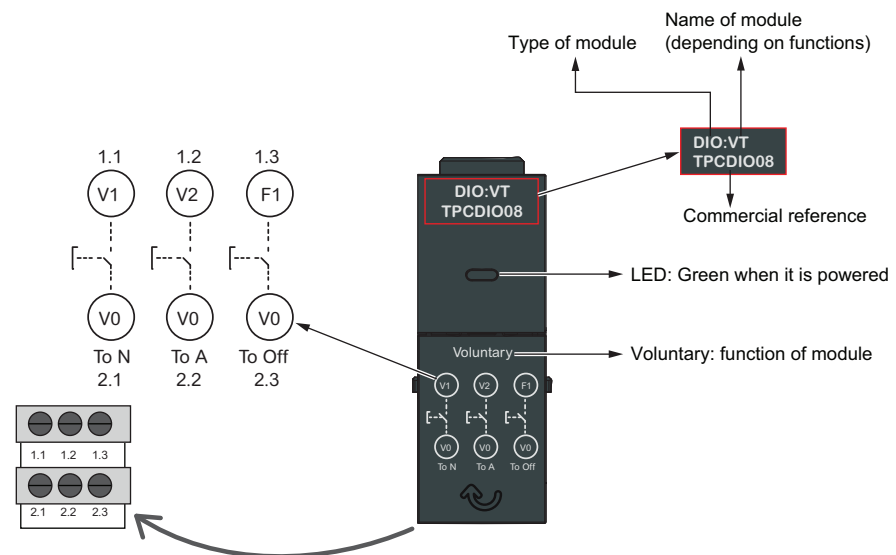 Type of module
Name of module
(depending on functions)
DIO:VT
TPCDIO08
Commercial reference
1.1 1.2 1.3
V1 V2 F1
V0 V0 V0
To N To A To Off
2.1 2.2 2.3
DIO:VT
TPCDIO08
LED: Green when it is powered
Voluntary
Voluntary: function of module
V1 V2 F1
V0 V0 V0
To N To A To Off
1.1 1.2 1.3
2.1 2.2 2.3